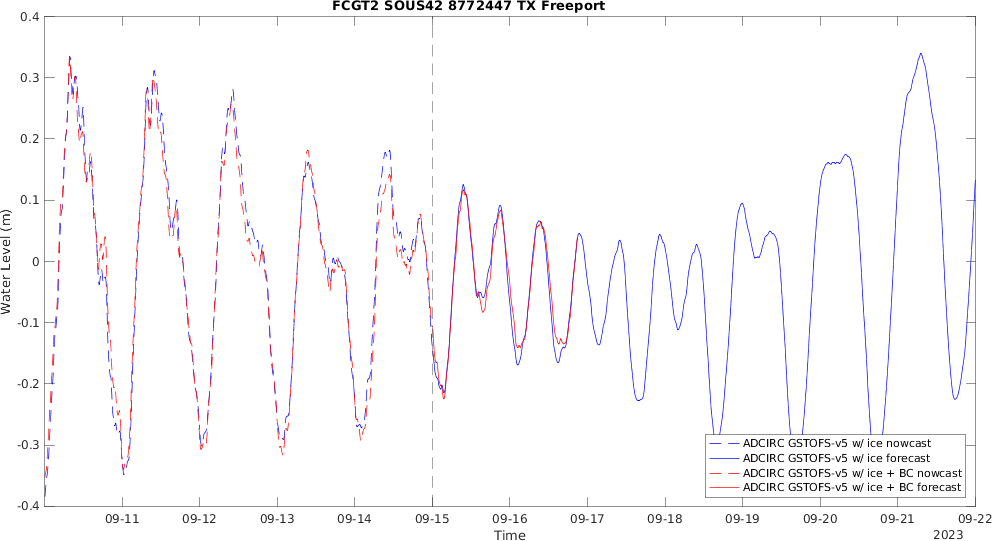 FCGT2 SOUS42 8772447 TX Freeport
0.4
0.3
0.2
0.1
0
-0.1
-0.2
-0.3
-0.4
Water Level (m)
09-11 09-12 09-13 09-14 09-15 09-16 09-17 09-18 09-19 09-20 09-21 09-22
Time
2023
ADCIRC GSTOFS-v5 w/ ice nowcast
ADCIRC GSTOFS-v5 w/ ice forecast
ADCIRC GSTOFS-v5 w/ ice + BC nowcast
ADCIRC GSTOFS-v5 w/ ice + BC forecast